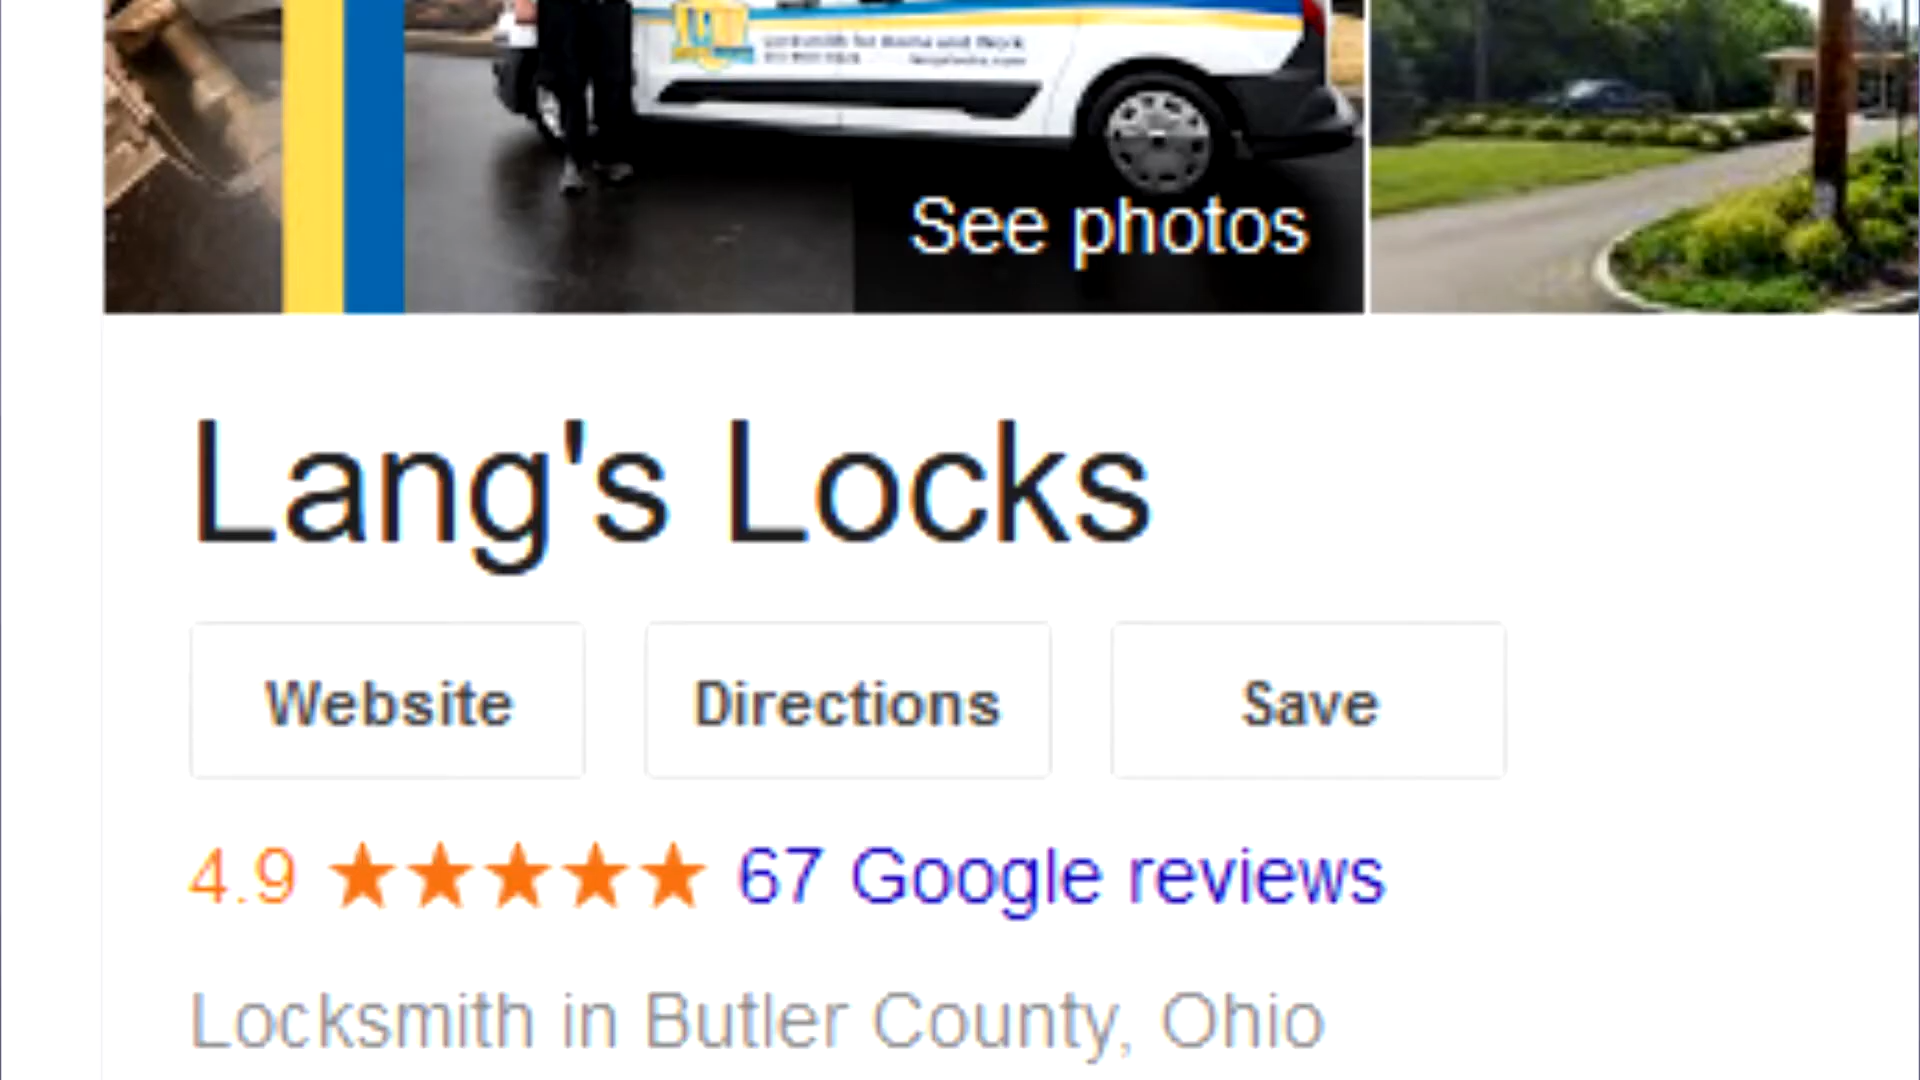 See photos
Lang's Locks
Website Directions Save
4.9 ★★★★★ 67 Google reviews
Locksmith in Butler County, Ohio